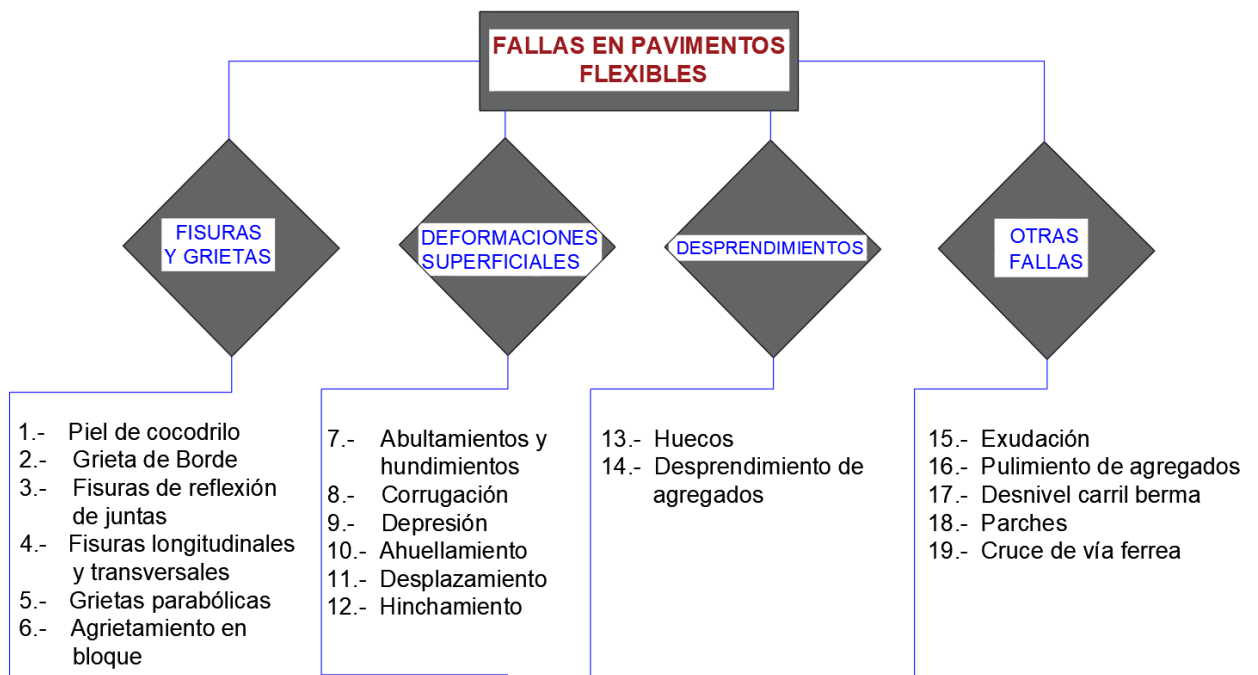 FALLAS EN PAVIMENTOS
FLEXIBLES
FISURAS
Y GRIETAS
DEFORMACIONES
SUPERFICIALES
DESPRENDIMIENTOS
OTRAS
FALLAS
1.- Piel de cocodrilo
2.- Grieta de Borde
3.- Fisuras de reflexión
de juntas
4.- Fisuras longitudinales
y transversales
5.- Grietas parabólicas
6.- Agrietamiento en
bloque
7.- Abultamientos y
hundimientos
8.- Corrugación
9.- Depresión
10.- Ahuellamiento
11.- Desplazamiento
12.- Hinchamiento
13.- Huecos
14.- Desprendimiento de
agregados
15.- Exudación
16.- Pulimiento de agregados
17.- Desnivel carril berma
18.- Parches
19.- Cruce de vía ferrea